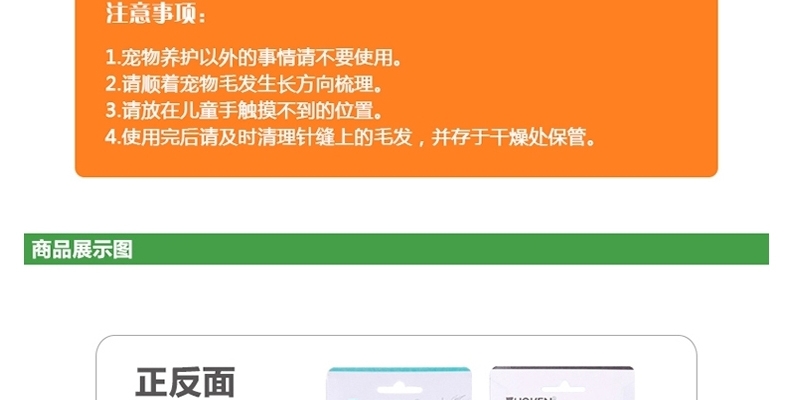 注意事项：
1.宠物养护以外的事情请不要使用。
2.请顺着宠物毛发生长方向梳理。
3.请放在儿童手触摸不到的位置。
4.使用完后请及时清理针缝上的毛发，并存于干燥处保管。
商品展示图
正反面